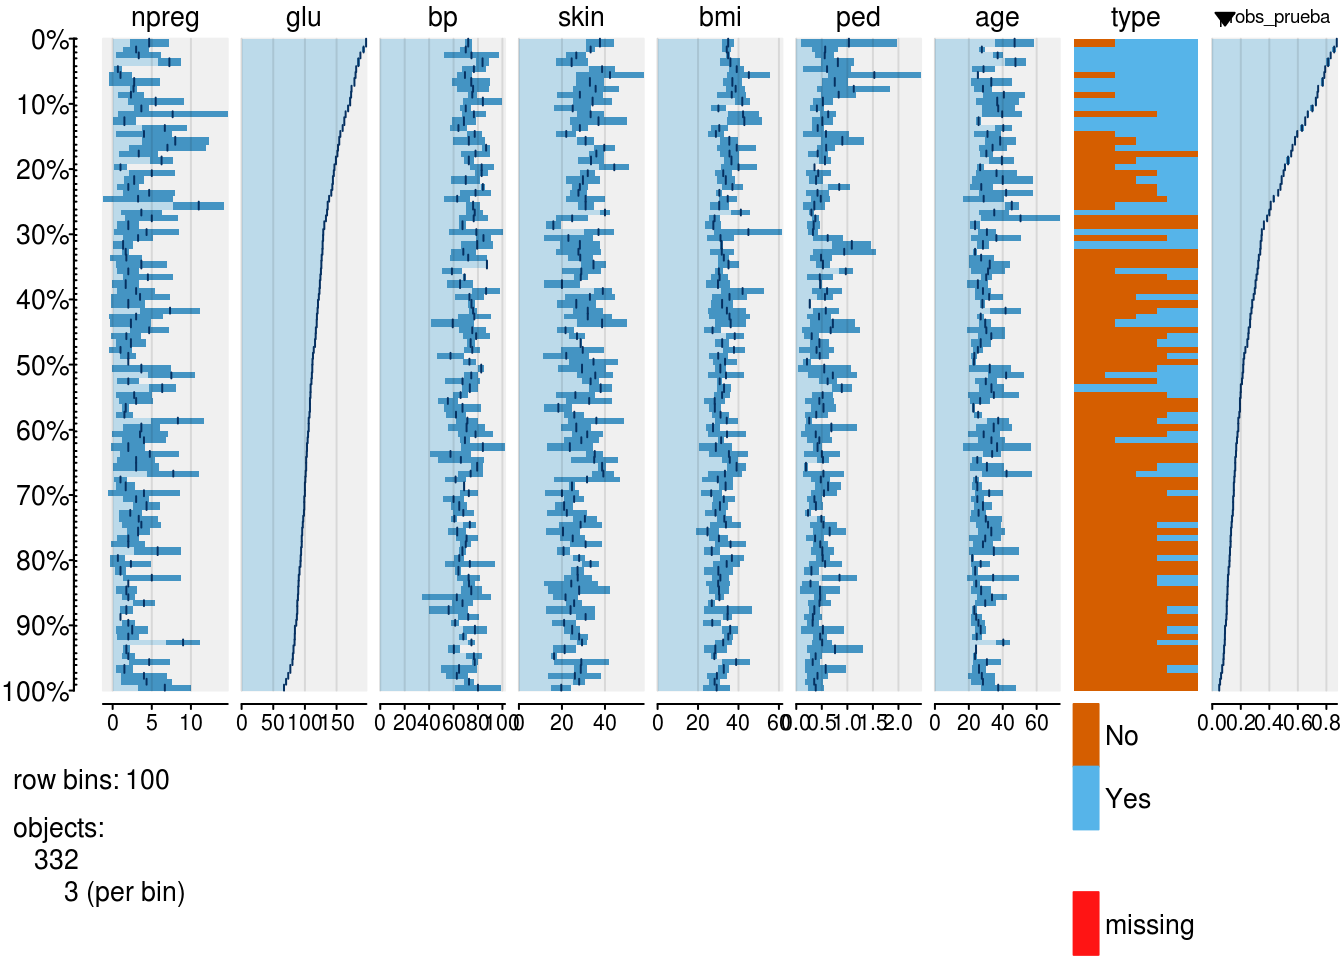 npreg glu bp skin bmi ped age type probs_prueba
0%
10%
20%
30%
40%
50%
60%
70%
80%
90%
100%
0 5 10 0 50 100 150 0 20 40 60 80 100 0 20 40 0 20 40 60 0.0 0.5 1.0 1.5 2.0 0 20 40 60 0.0 0.2 0.4 0.6 0.8
No
row bins: 100
Yes
objects:
332
3 (per bin)
missing